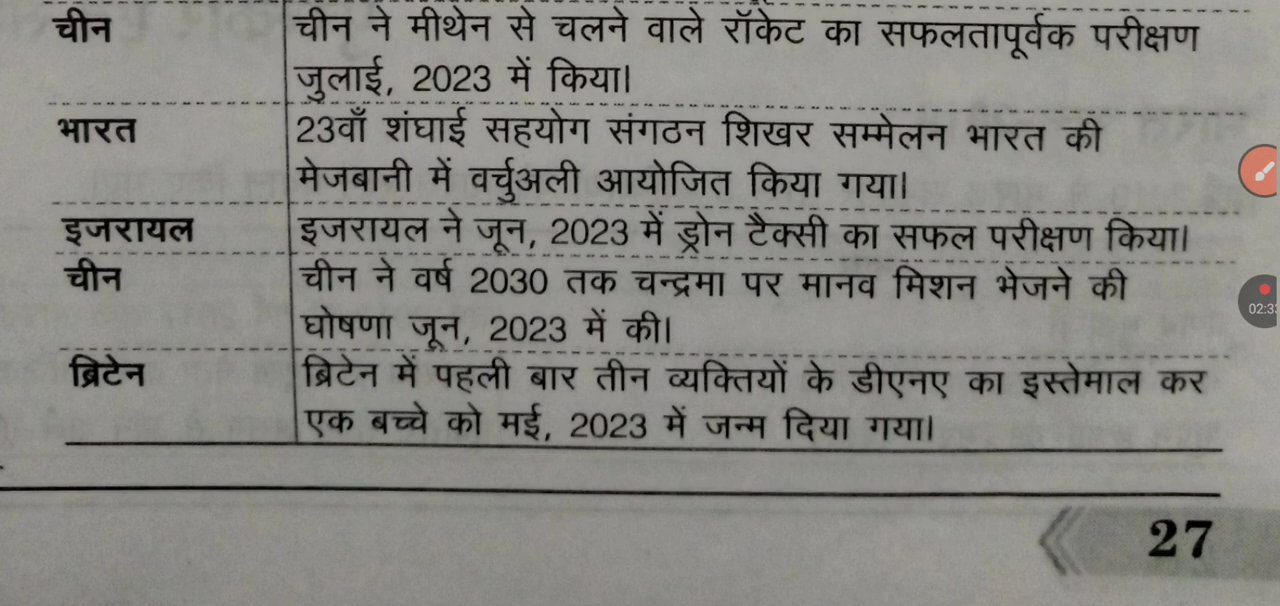 चीन चीन ने मीथेन से चलने वाले रॉकेट का सफलतापूर्वक परीक्षण
जुलाई, 2023 में किया।
भारत 23वाँ शंघाई सहयोग संगठन शिखर सम्मेलन भारत की
मेजबानी में वर्चुअली आयोजित किया गया।
इजरायल इजरायल ने जून, 2023 में ड्रोन टैक्सी का सफल परीक्षण किया।
चीन चीन ने वर्ष 2030 तक चन्द्रमा पर मानव मिशन भेजने की
घोषणा जून, 2023 में की।
ब्रिटेन ब्रिटेन में पहली बार तीन व्यक्तियों के डीएनए का इस्तेमाल कर
एक बच्चे को मई, 2023 में जन्म दिया गया।
27